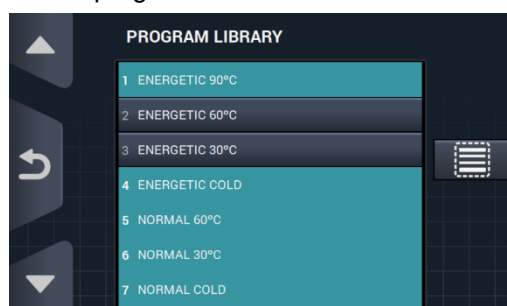 PROGRAM LIBRARY
1 ENERGETIC 90ºC
2 ENERGETIC 60ºC
3 ENERGETIC 30ºC
4 ENERGETIC COLD
5 NORMAL 60ºC
6 NORMAL 30ºC
7 NORMAL COLD